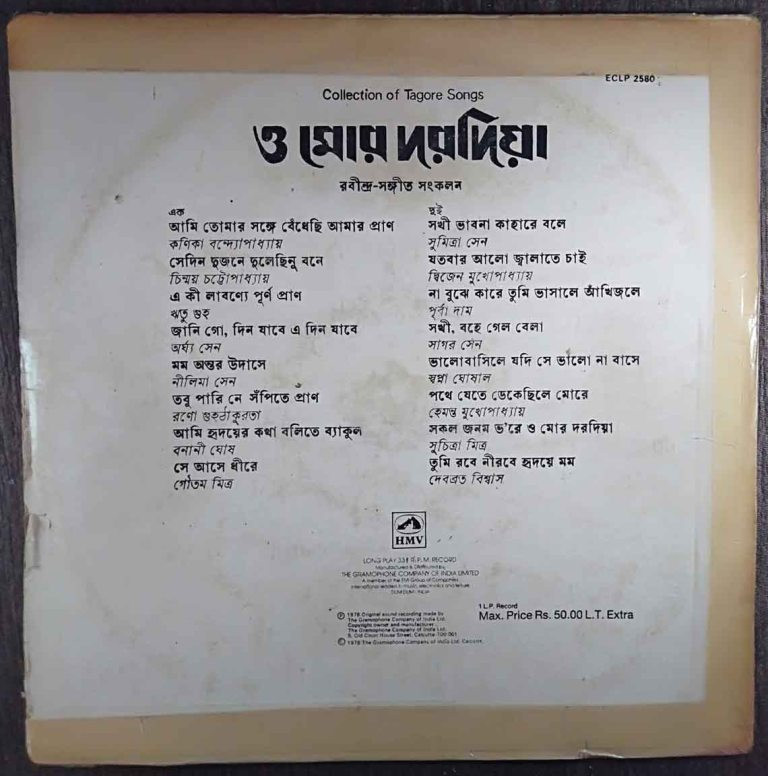 ECLP 2580
Collection of Tagore Songs
ও মোর দরদিয়া
রবীন্দ্র-সঙ্গীত সংকলন
এক
আমি তোমার সঙ্গে বেঁধেছি আমার প্রাণ
কণিকা বন্দ্যোপাধ্যায়
সেদিন দুজনে দুলেছিনু বনে
চিন্ময় চট্টোপাধ্যায়
এ কী লাবণ্যে পূর্ণ প্রাণ
ঋতু গুহ
জানি গো, দিন যাবে এ দিন যাবে
অর্ঘ্য সেন
মম অন্তর উদাসে
নীলিমা সেন
তবু পারি নে সঁপিতে প্রাণ
রণো গুহঠাকুরতা
আমি হৃদয়ের কথা বলিতে ব্যাকুল
বনানী ঘোষ
সে আসে ধীরে
গৌতম মিত্র
দুই
সখী ভাবনা কাহারে বলে
সুমিত্রা সেন
যতবার আলো জ্বালাতে চাই
দ্বিজেন মুখোপাধ্যায়
না বুঝে কারে তুমি ভাসালে আঁখিজলে
পূর্বা দাম
সখী, বহে গেল বেলা
সাগর সেন
ভালোবাসিলে যদি সে ভালো না বাসে
স্বপ্না ঘোষাল
পথে যেতে ডেকেছিলে মোরে
হেমন্ত মুখোপাধ্যায়
সকল জনম ভ'রে ও মোর দরদিয়া
সুচিত্রা মিত্র
তুমি রবে নীরবে হৃদয়ে মম
দেবব্রত বিশ্বাস
HMV
LONG PLAY 33⅓ R.P.M. RECORD
Manufactured & Distributed by
THE GRAMOPHONE COMPANY OF INDIA LIMITED
A member of the EMI Group of Companies
International leaders in music, electronics and leisure
DUM DUM INDIA
1 L.P. Record
Max. Price Rs. 50.00 L.T. Extra
Ⓟ 1978 Original sound recording made by
The Gramophone Company of India Ltd.
Copyright owner and manufacturer
The Gramophone Company of India Ltd.
5, Old Court House Street, Calcutta-700 001
© 1978 The Gramophone Company of India Ltd. Calcutta.